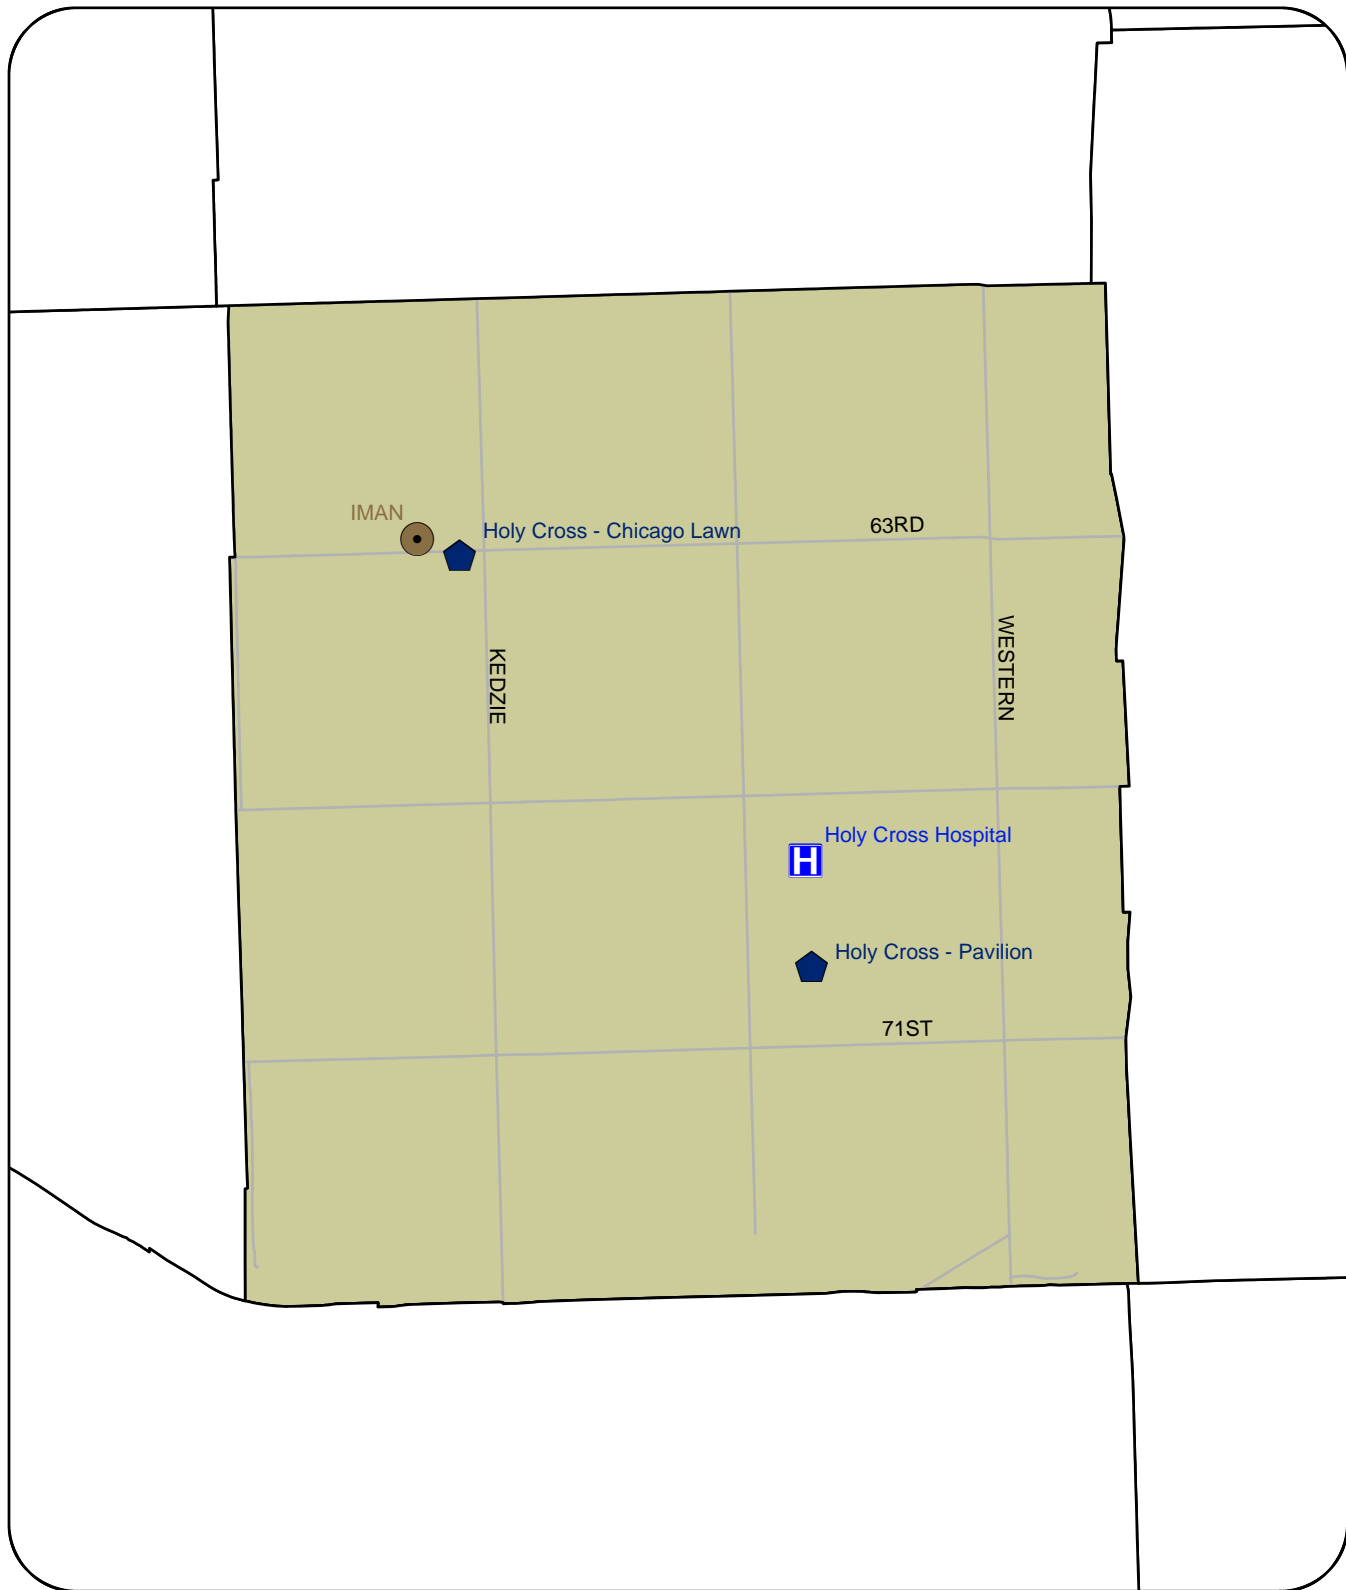 IMAN
63RD
Holy Cross - Chicago Lawn
KEDZIE
WESTERN
Holy Cross Hospital
H
Holy Cross - Pavilion
71ST